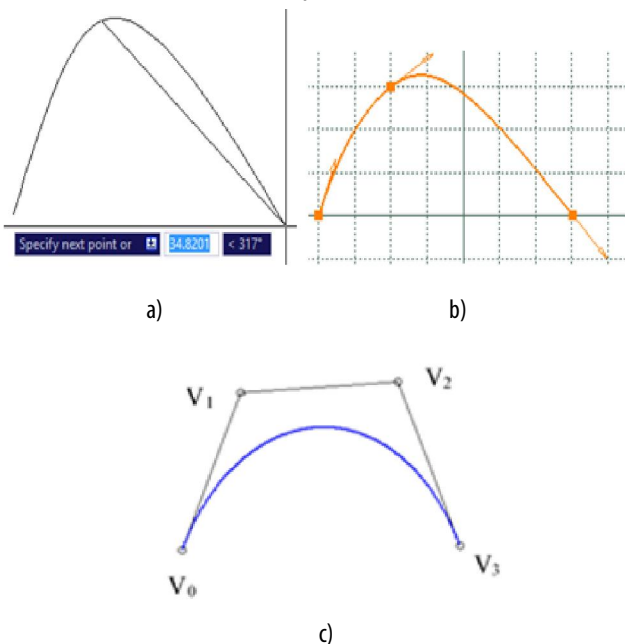 Specify next point or 34.8201 < 317°
a) b)
V₁ V₂
V₀ V₃
c)